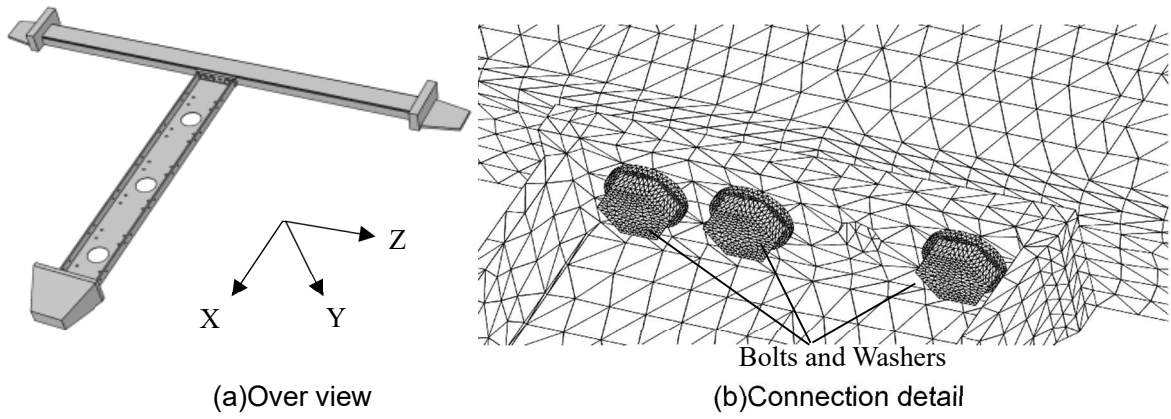 Z
X
Y
Bolts and Washers
(a)Over view
(b)Connection detail